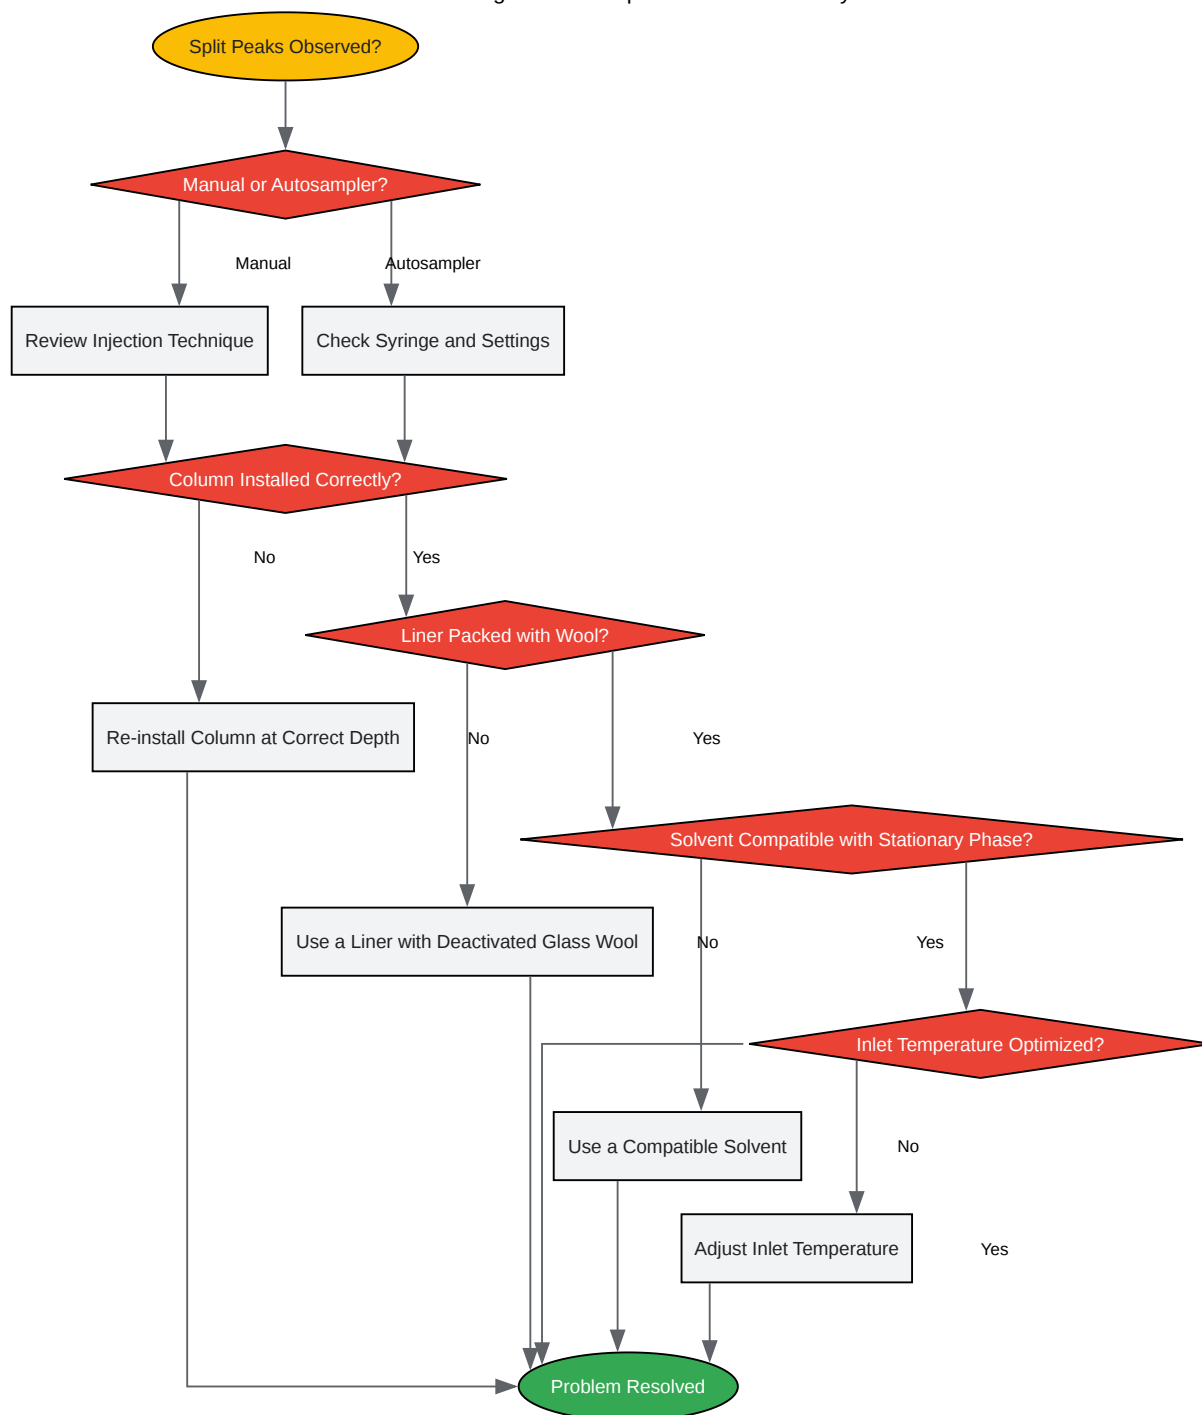 Split Peaks Observed?
Manual or Autosampler?
Manual
Autosampler
Review Injection Technique
Check Syringe and Settings
Column Installed Correctly?
No
Yes
Liner Packed with Wool?
Re-install Column at Correct Depth
No
Yes
Solvent Compatible with Stationary Phase?
Use a Liner with Deactivated Glass Wool
No
Yes
Inlet Temperature Optimized?
Use a Compatible Solvent
No
Adjust Inlet Temperature
Yes
Problem Resolved